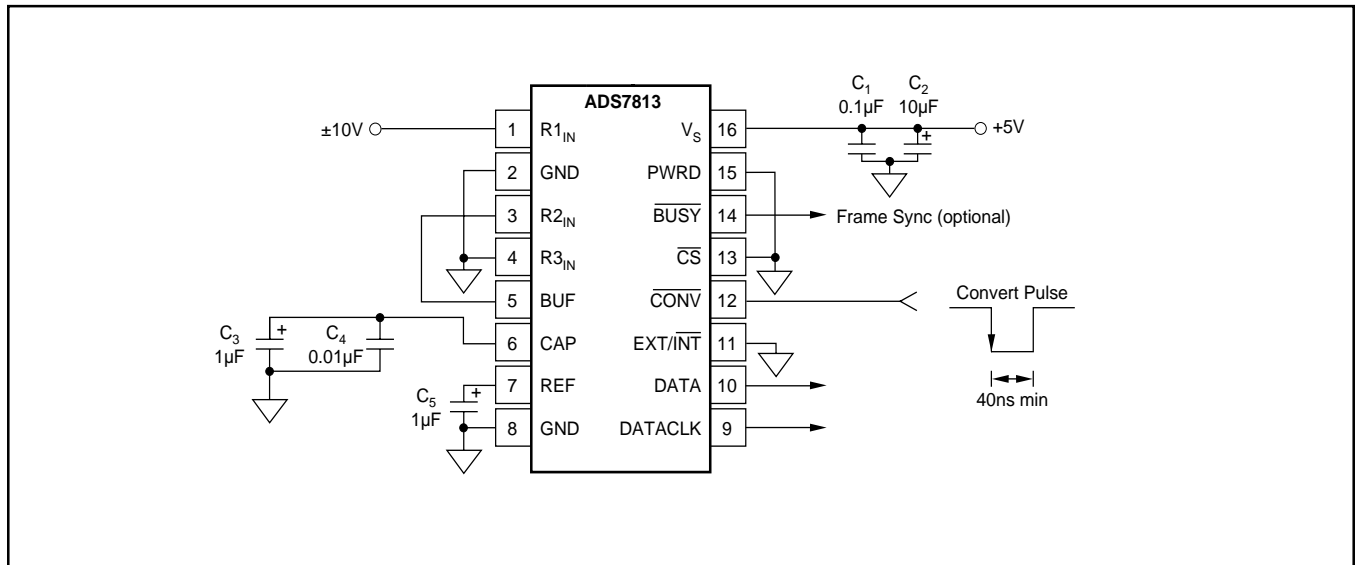 ADS7813
±10V
1 R1IN
2 GND
3 R2IN
4 R3IN
5 BUF
6 CAP
7 REF
8 GND
VS 16
PWRD 15
BUSY 14
CS 13
CONV 12
EXT/INT 11
DATA 10
DATACLK 9
C1
0.1µF
C2
10µF
+
+5V
Frame Sync (optional)
Convert Pulse
40ns min
C3
1µF
+
C4
0.01µF
C5
1µF
+